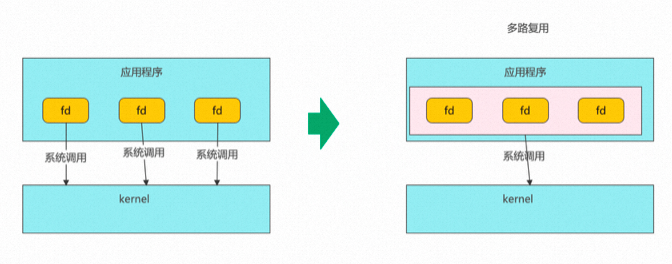 多路复用
应用程序
fd fd fd
系统调用 系统调用 系统调用
kernel
应用程序
fd fd fd
系统调用
kernel